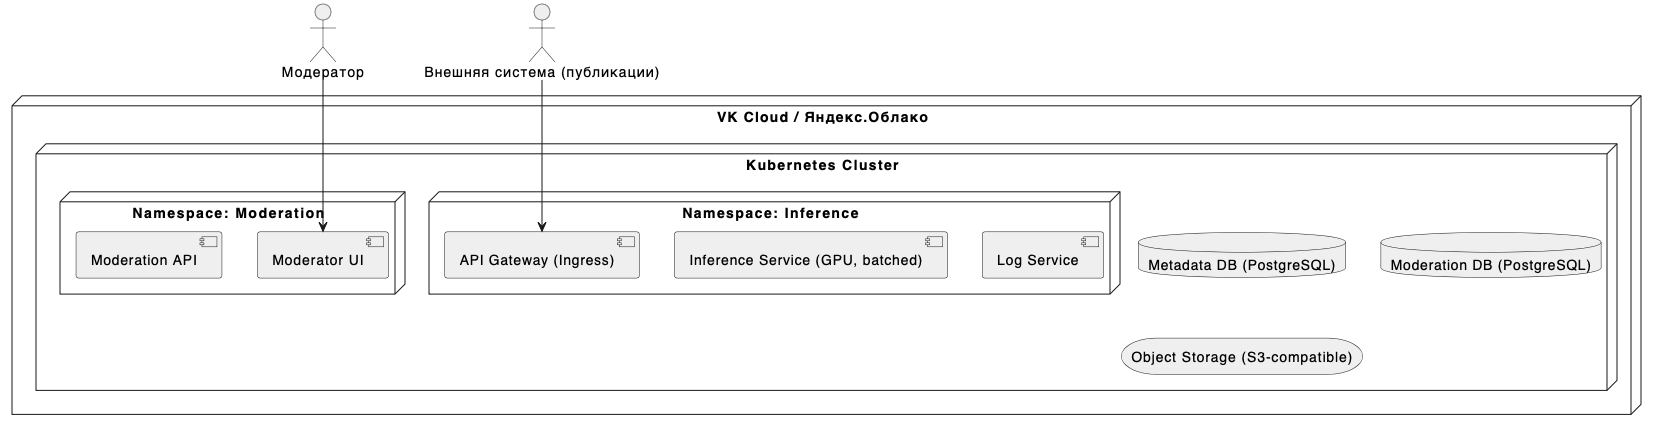 Модератор
Внешняя система (публикации)
VK Cloud / Яндекс.Облако
Kubernetes Cluster
Namespace: Moderation
Moderation API
Moderator UI
Namespace: Inference
API Gateway (Ingress)
Inference Service (GPU, batched)
Log Service
Metadata DB (PostgreSQL)
Moderation DB (PostgreSQL)
Object Storage (S3-compatible)